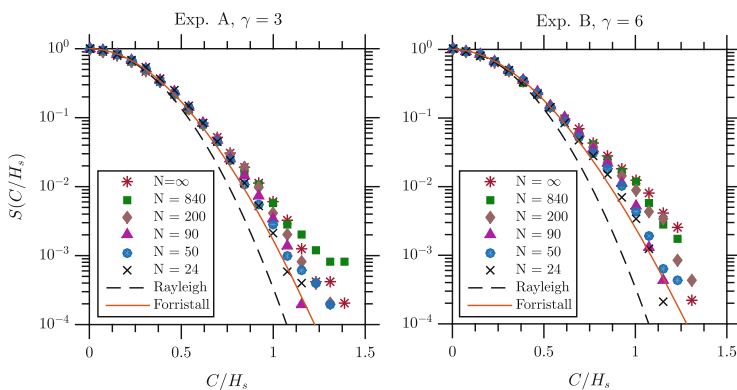 Exp. A, γ = 3
Exp. B, γ = 6
S(C/H_s)
10^0
10^-1
10^-2
10^-3
10^-4
N=∞
N = 840
N = 200
N = 90
N = 50
N = 24
Rayleigh
Forristall
0
0.5
1
1.5
C/H_s
10^0
10^-1
10^-2
10^-3
10^-4
N = ∞
N = 840
N = 200
N = 90
N = 50
N = 24
Rayleigh
Forristall
0
0.5
1
1.5
C/H_s